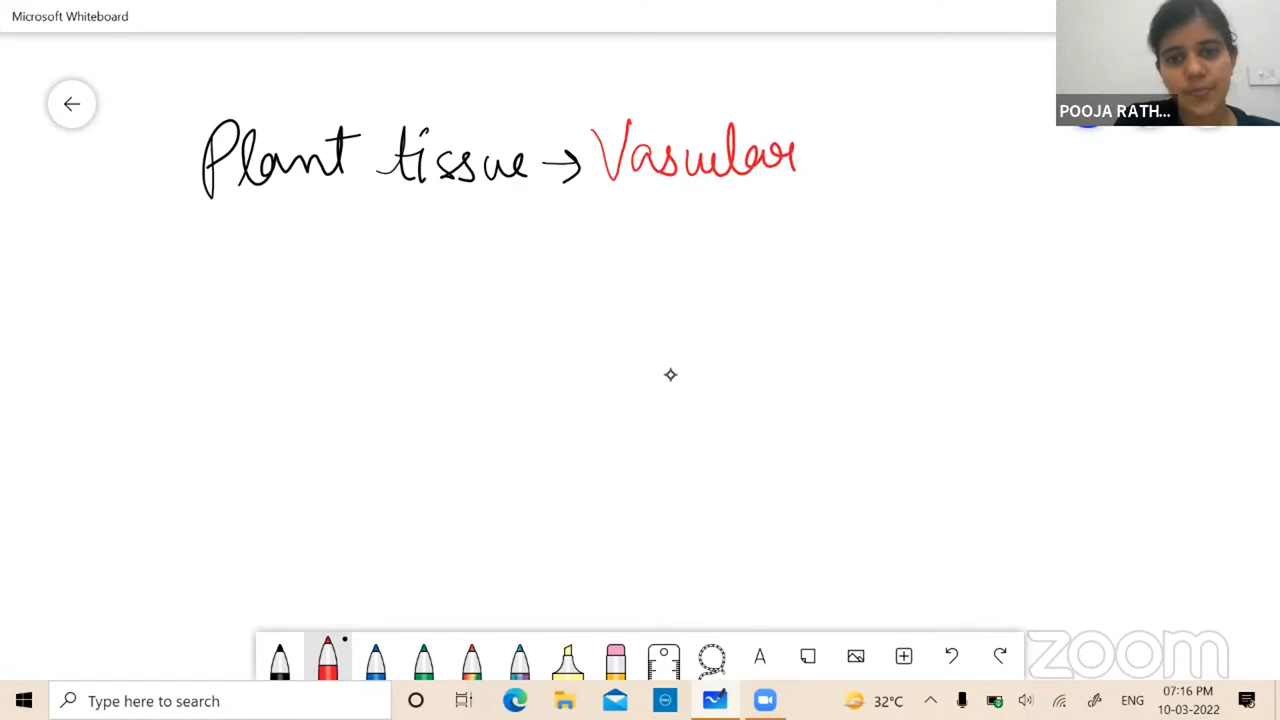 Microsoft Whiteboard
POOJA RATH...
Plant tissue → Vascular
zoom
Type here to search
32°C
ENG
07:16 PM
10-03-2022